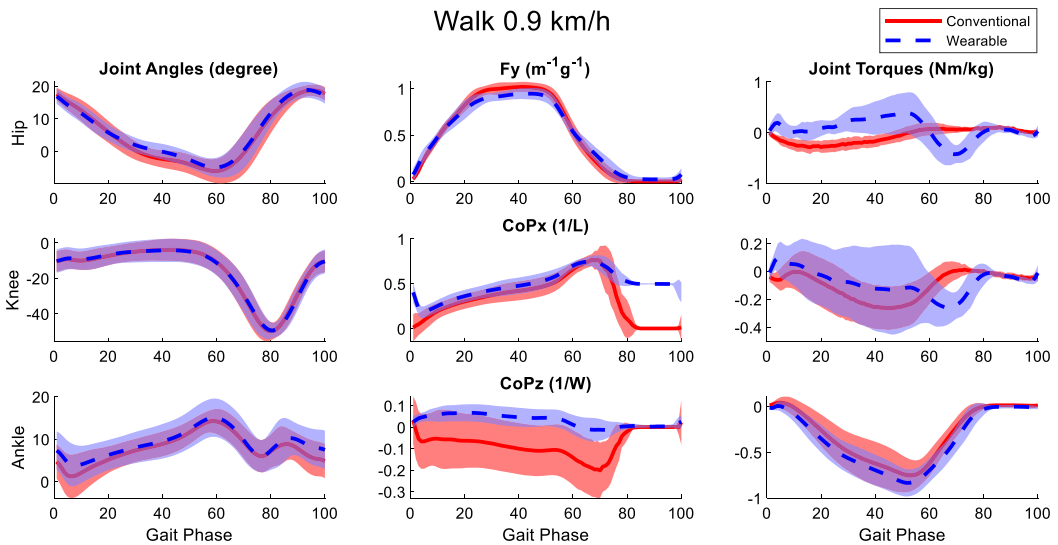 Walk 0.9 km/h
Conventional
Wearable
Joint Angles (degree)
Fy (m⁻¹g⁻¹)
Joint Torques (Nm/kg)
Hip
20
0
0 20 40 60 80 100
1
0.5
0
0 20 40 60 80 100
1
0
-1
0 20 40 60 80 100
CoPx (1/L)
Knee
0
-20
-40
0 20 40 60 80 100
1
0.5
0
0 20 40 60 80 100
0.2
0
-0.2
-0.4
0 20 40 60 80 100
CoPz (1/W)
Ankle
20
10
0
0 20 40 60 80 100
0.1
0
-0.1
-0.2
-0.3
0 20 40 60 80 100
0
-0.5
-1
0 20 40 60 80 100
Gait Phase
Gait Phase
Gait Phase